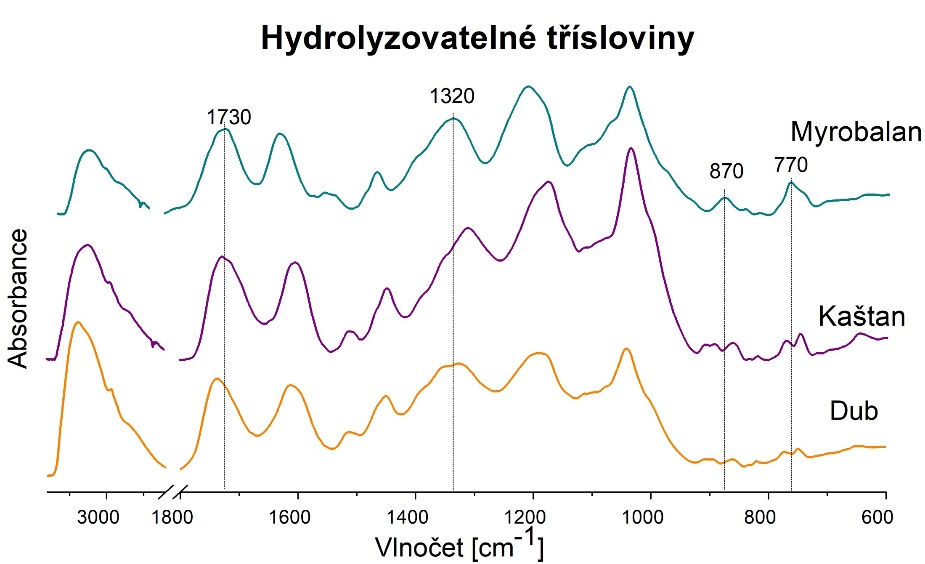 Hydrolyzovatelné třísloviny
1730
1320
870
770
Myrobalan
Kaštan
Dub
Absorbance
3000 1800 1600 1400 1200 1000 800 600
Vlnočet [cm-1]